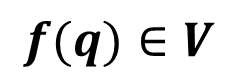 f(q) ∈ V